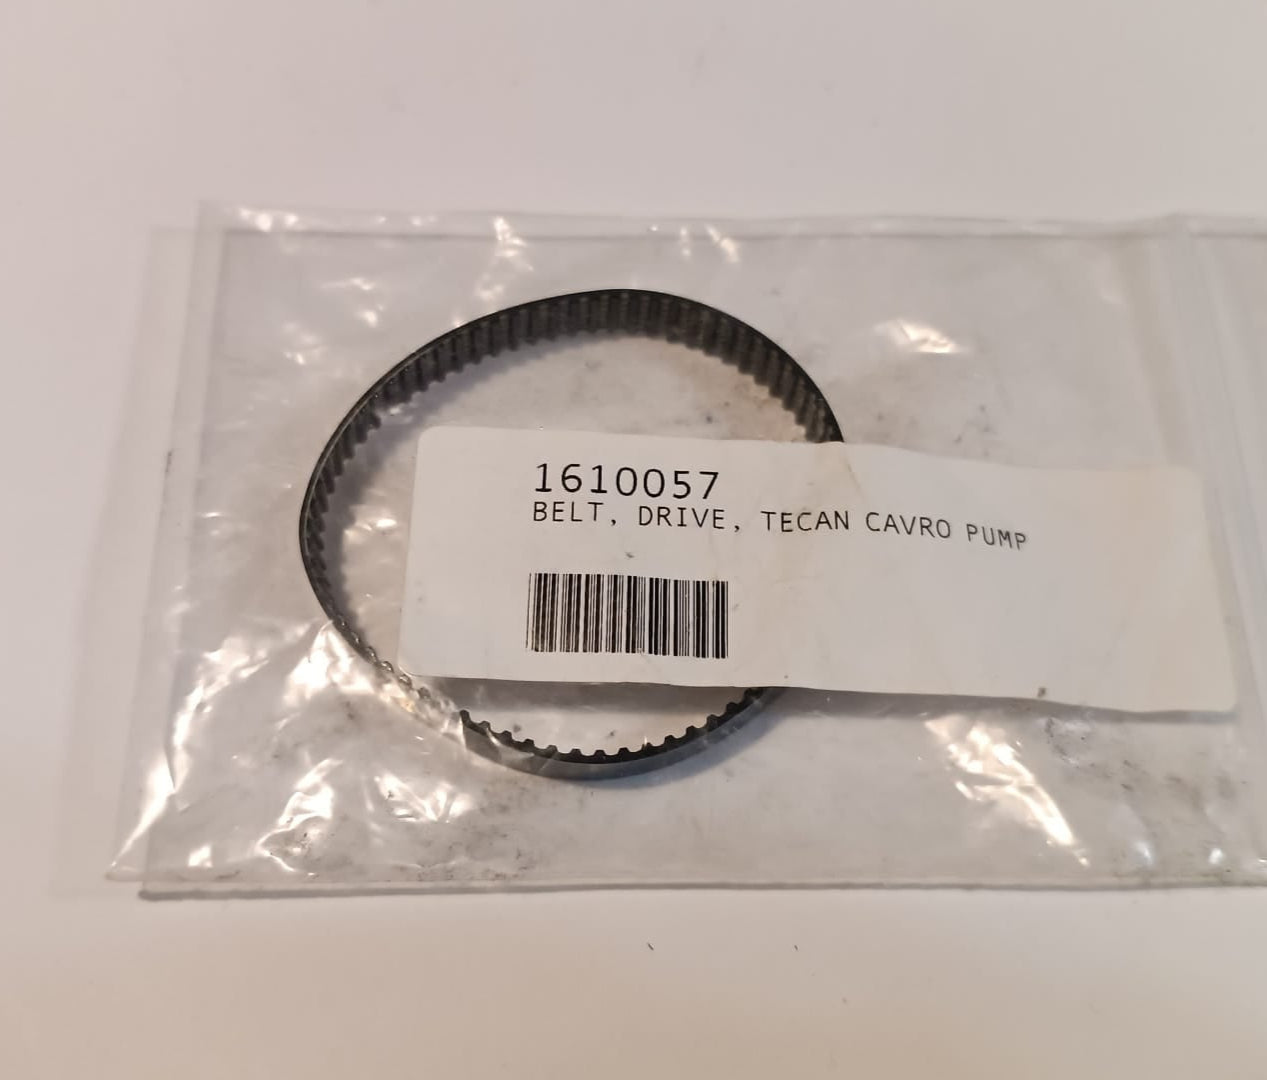 1610057
BELT, DRIVE, TECAN CAVRO PUMP